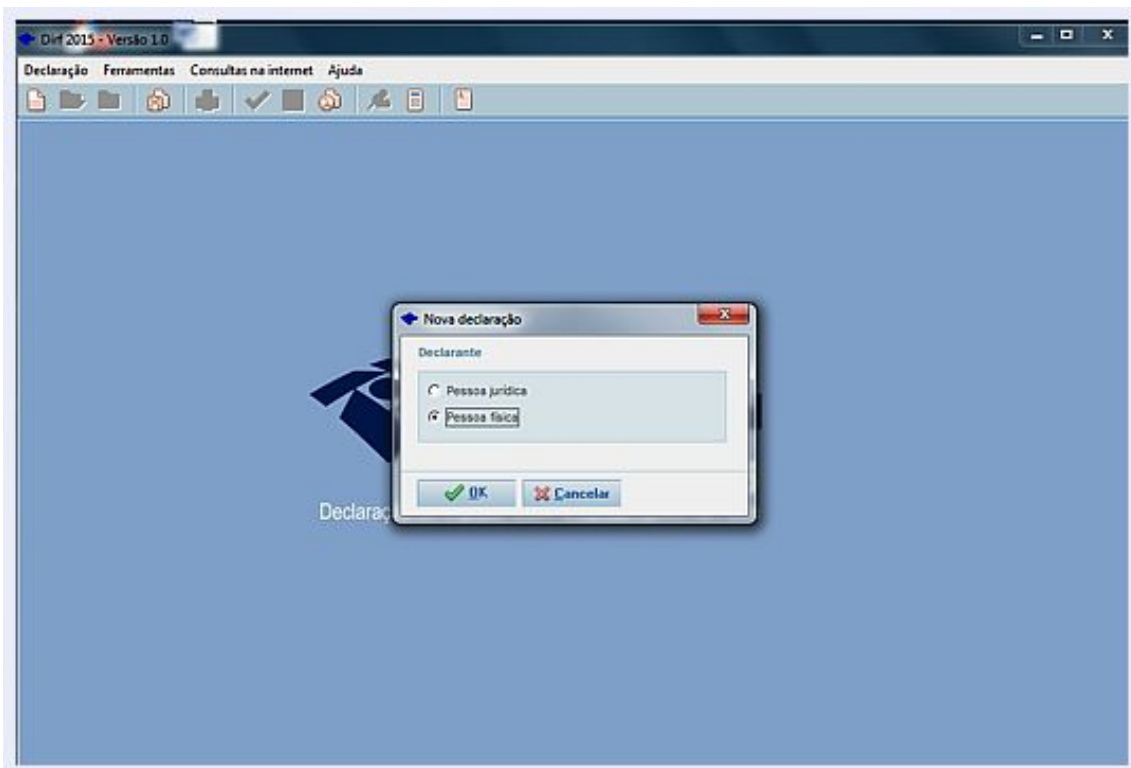 Dirf 2015 - Versão 1.0
Declaração Ferramentas Consultas na internet Ajuda
Nova declaração
Declarante
Pessoa jurídica
Pessoa física
OK Cancelar
Declaraç